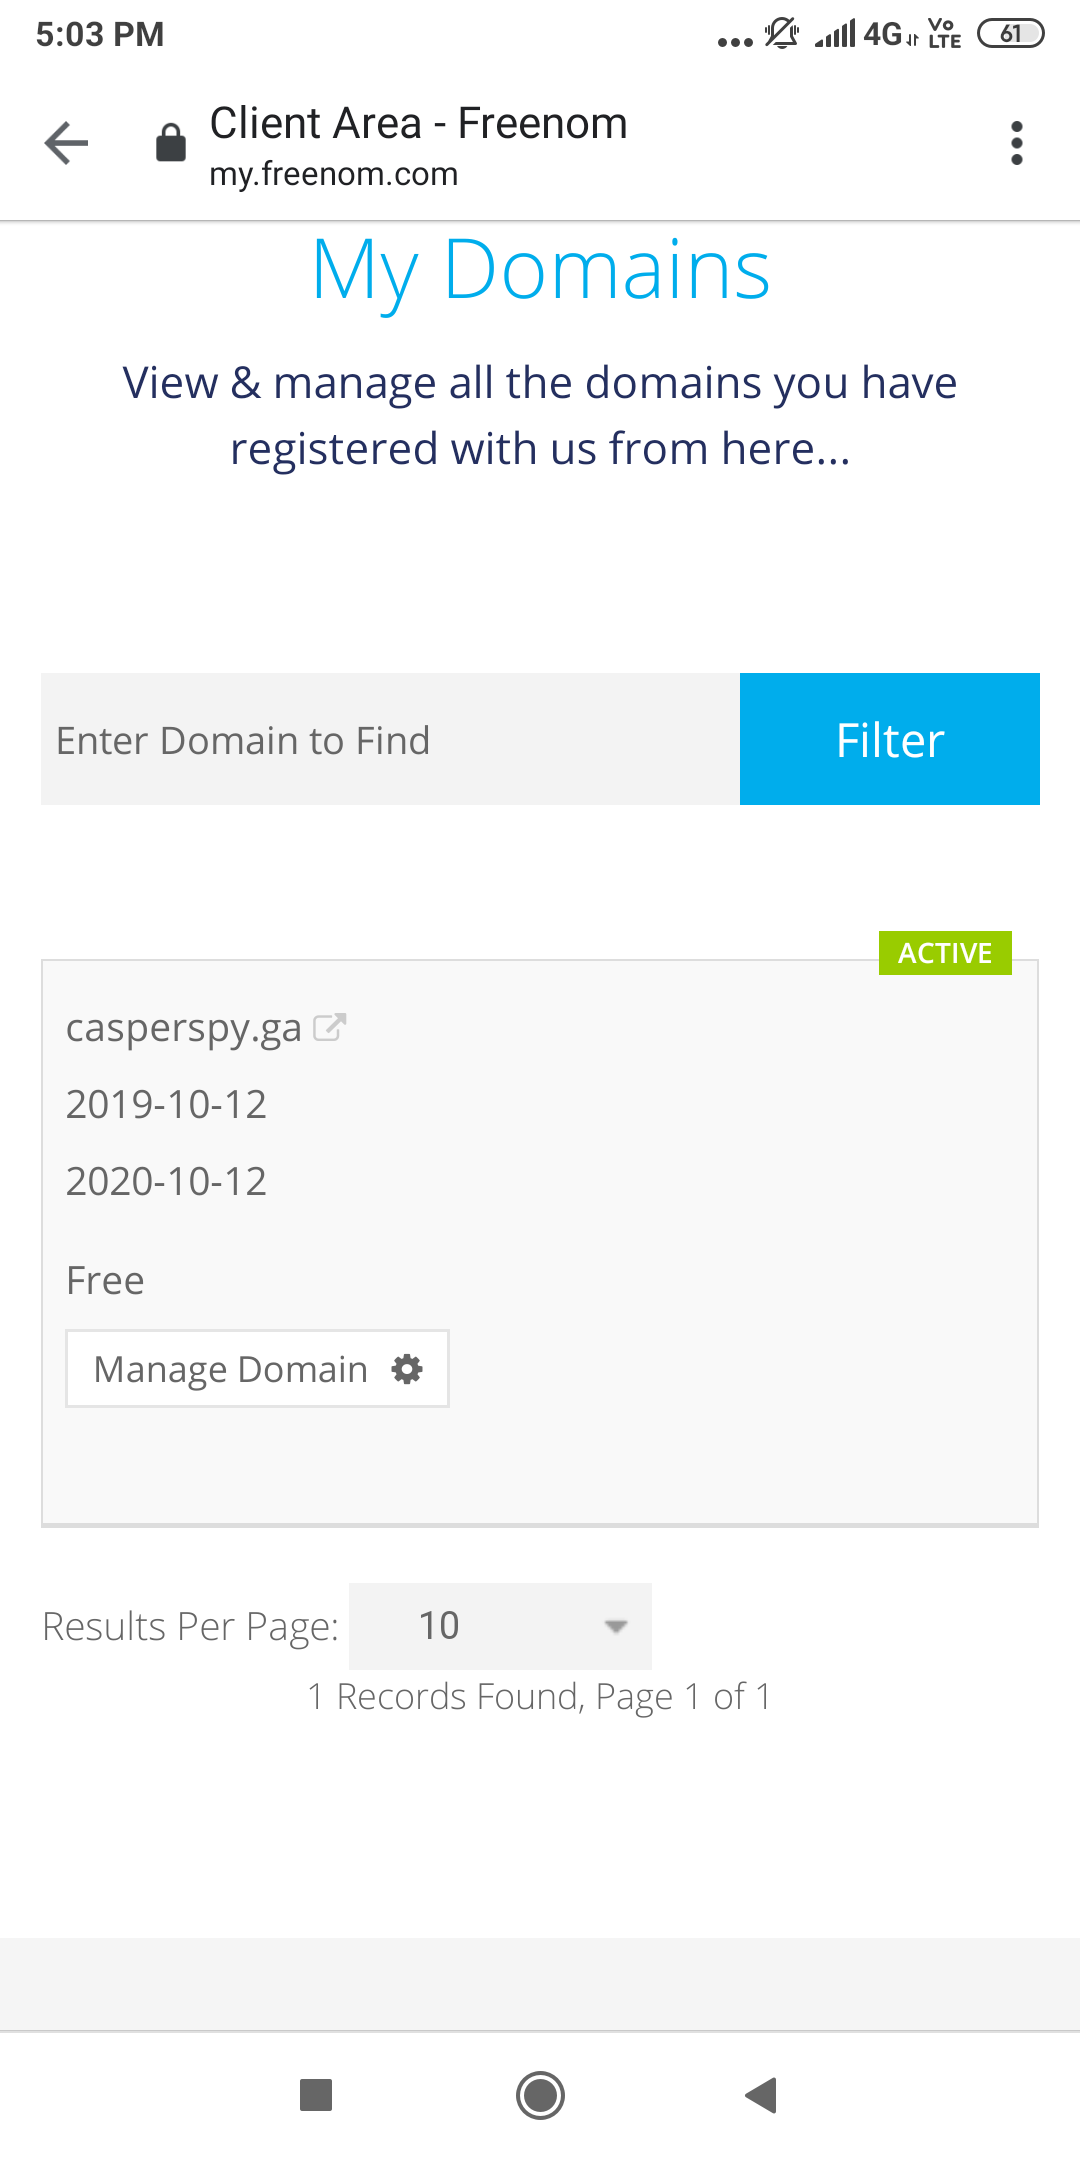 5:03 PM
4G
Vo
LTE
61
Client Area - Freenom
my.freenom.com
My Domains
View & manage all the domains you have
registered with us from here...
Enter Domain to Find
Filter
ACTIVE
casperspy.ga
2019-10-12
2020-10-12
Free
Manage Domain
Results Per Page: 10
1 Records Found, Page 1 of 1